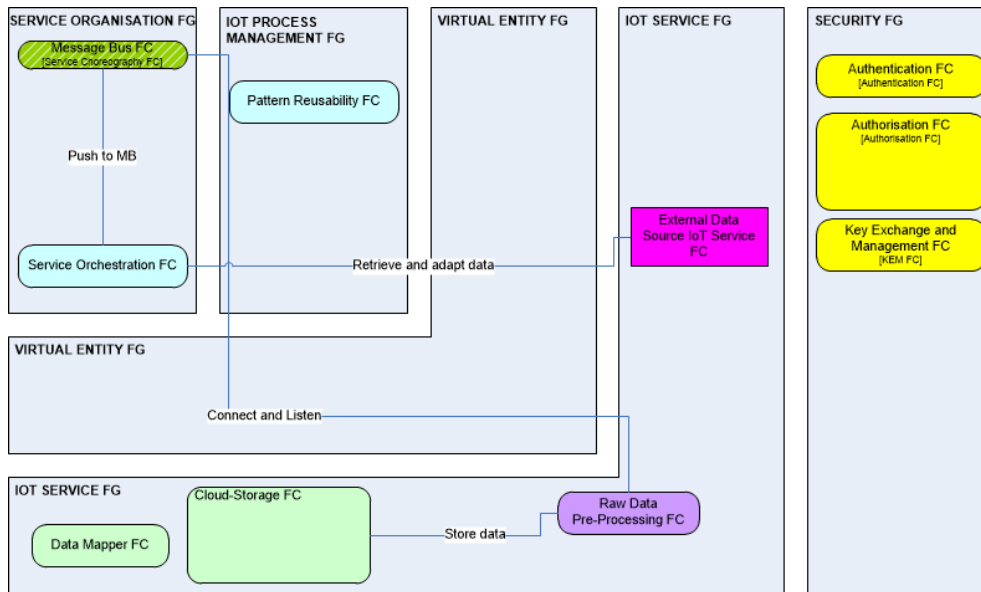 SERVICE ORGANISATION FG
Message Bus FC
[Service Choreography FC]
Push to MB
Service Orchestration FC
IOT PROCESS
MANAGEMENT FG
Pattern Reusability FC
VIRTUAL ENTITY FG
IOT SERVICE FG
External Data
Source IoT Service
FC
Retrieve and adapt data
SECURITY FG
Authentication FC
[Authentication FC]
Authorisation FC
[Authorisation FC]
Key Exchange and
Management FC
[KEM FC]
VIRTUAL ENTITY FG
Connect and Listen
IOT SERVICE FG
Cloud-Storage FC
Data Mapper FC
Store data
Raw Data
Pre-Processing FC